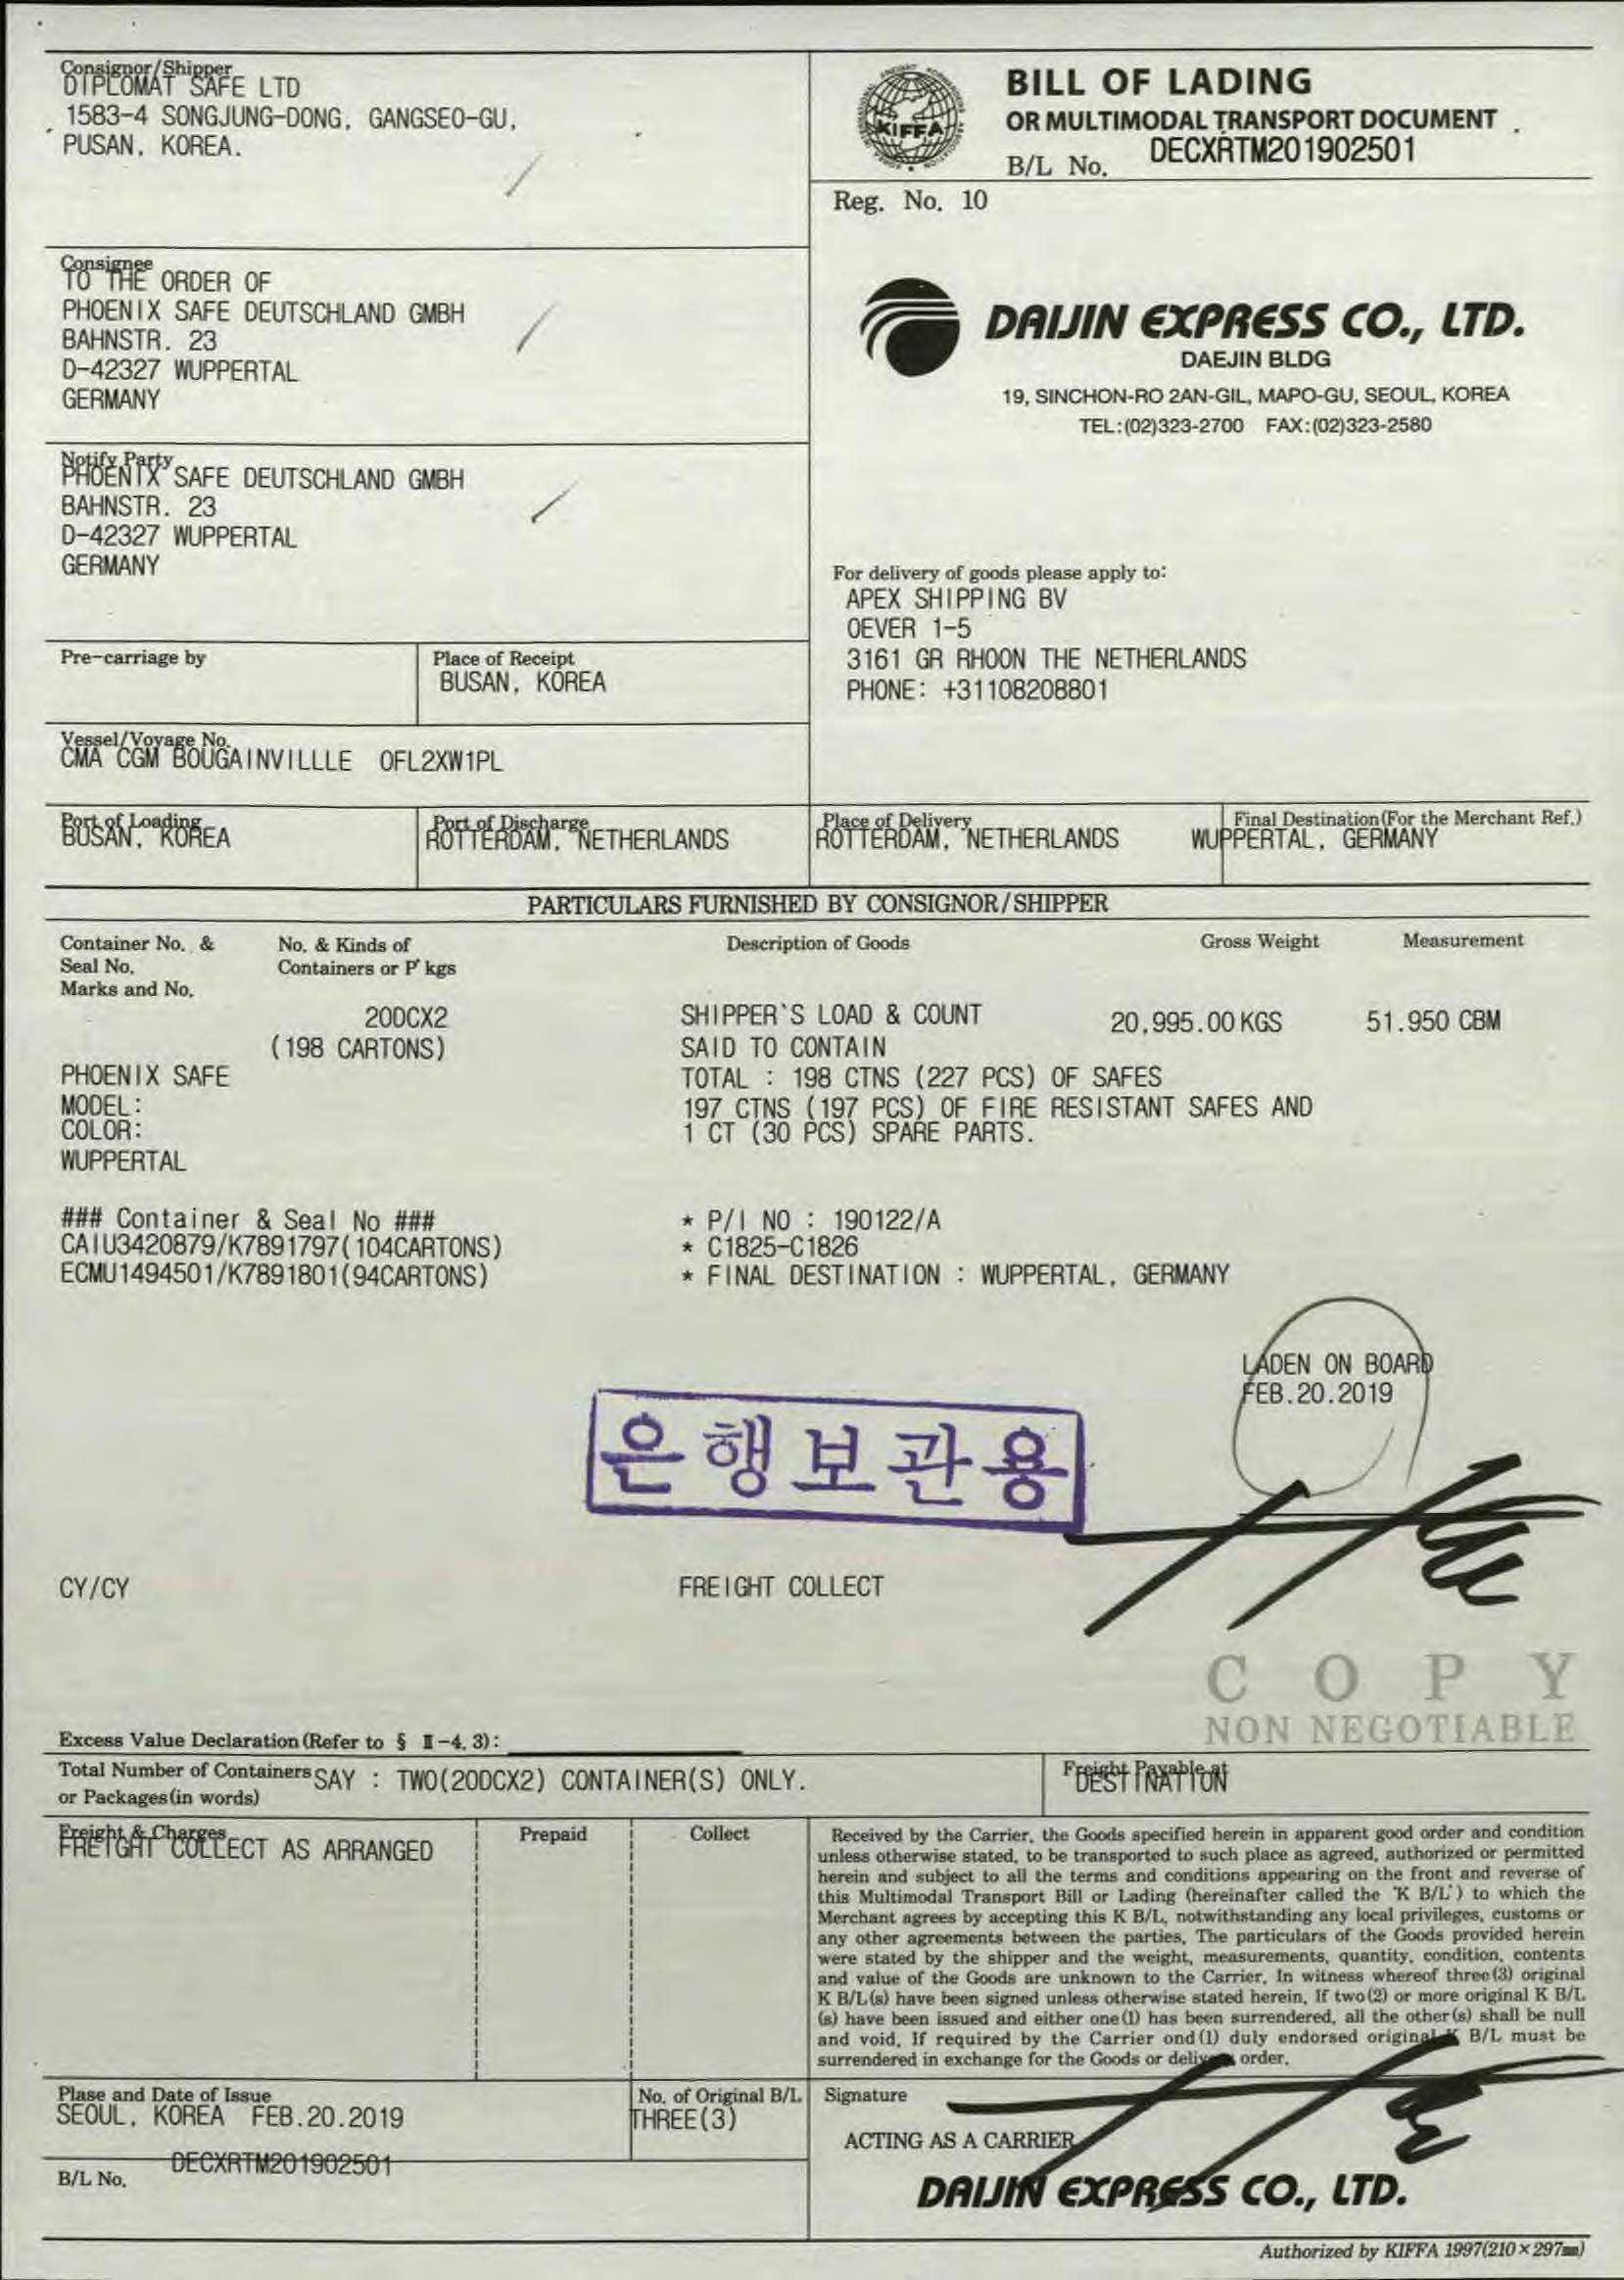 Consignor/Shipper
DIPLOMAT SAFE LTD
1583-4 SONGJUNG-DONG, GANGSEO-GU,
PUSAN, KOREA.
KIFFA
BILL OF LADING
OR MULTIMODAL TRANSPORT DOCUMENT
B/L No. DECXRTM201902501
Reg. No. 10
Consignee
TO THE ORDER OF
PHOENIX SAFE DEUTSCHLAND GMBH
BAHNSTR. 23
D-42327 WUPPERTAL
GERMANY
DAIJIN EXPRESS CO., LTD.
DAEJIN BLDG
19, SINCHON-RO 2AN-GIL, MAPO-GU, SEOUL, KOREA
TEL:(02)323-2700 FAX:(02)323-2580
Notify Party
PHOENIX SAFE DEUTSCHLAND GMBH
BAHNSTR. 23
D-42327 WUPPERTAL
GERMANY
For delivery of goods please apply to:
APEX SHIPPING BV
OEVER 1-5
3161 GR RHOON THE NETHERLANDS
PHONE: +31108208801
Pre-carriage by
Place of Receipt
BUSAN, KOREA
Vessel/Voyage No.
CMA CGM BOUGAINVILLLE 0FL2XW1PL
Port of Loading
BUSAN, KOREA
Port of Discharge
ROTTERDAM, NETHERLANDS
Place of Delivery
ROTTERDAM, NETHERLANDS
Final Destination(For the Merchant Ref.)
WUPPERTAL, GERMANY
PARTICULARS FURNISHED BY CONSIGNOR/SHIPPER
Container No. &
Seal No.
Marks and No.
No. & Kinds of
Containers or P'kgs
Description of Goods
Gross Weight
Measurement
20DCX2 SHIPPER`S LOAD & COUNT 20,995.00 KGS 51.950 CBM
(198 CARTONS) SAID TO CONTAIN
PHOENIX SAFE TOTAL : 198 CTNS (227 PCS) OF SAFES
MODEL: 197 CTNS (197 PCS) OF FIRE RESISTANT SAFES AND
COLOR: 1 CT (30 PCS) SPARE PARTS.
WUPPERTAL
### Container & Seal No ### * P/I NO : 190122/A
CAIU3420879/K7891797(104CARTONS) * C1825-C1826
ECMU1494501/K7891801(94CARTONS) * FINAL DESTINATION : WUPPERTAL, GERMANY
LADEN ON BOARD
FEB.20.2019
은행보관용
CY/CY FREIGHT COLLECT
COPY
NON NEGOTIABLE
Excess Value Declaration(Refer to § Ⅱ-4, 3):
Total Number of Containers
or Packages(in words)
SAY : TWO(20DCX2) CONTAINER(S) ONLY.
Freight Payable at
DESTINATION
Freight & Charges
FREIGHT COLLECT AS ARRANGED
Prepaid
Collect
Received by the Carrier, the Goods specified herein in apparent good order and condition
unless otherwise stated, to be transported to such place as agreed, authorized or permitted
herein and subject to all the terms and conditions appearing on the front and reverse of
this Multimodal Transport Bill or Lading (hereinafter called the "K B/L") to which the
Merchant agrees by accepting this K B/L, notwithstanding any local privileges, customs or
any other agreements between the parties. The particulars of the Goods provided herein
were stated by the shipper and the weight, measurements, quantity, condition, contents
and value of the Goods are unknown to the Carrier. In witness whereof three(3) original
K B/L(s) have been signed unless otherwise stated herein. If two(2) or more original K B/L
(s) have been issued and either one(1) has been surrendered, all the other(s) shall be null
and void. If required by the Carrier ond(1) duly endorsed original K B/L must be
surrendered in exchange for the Goods or delivery order.
Plase and Date of Issue
SEOUL, KOREA FEB.20.2019
No. of Original B/L
THREE(3)
Signature
ACTING AS A CARRIER
DAIJIN EXPRESS CO., LTD.
B/L No. DECXRTM201902501
Authorized by KIFFA 1997(210×297㎜)